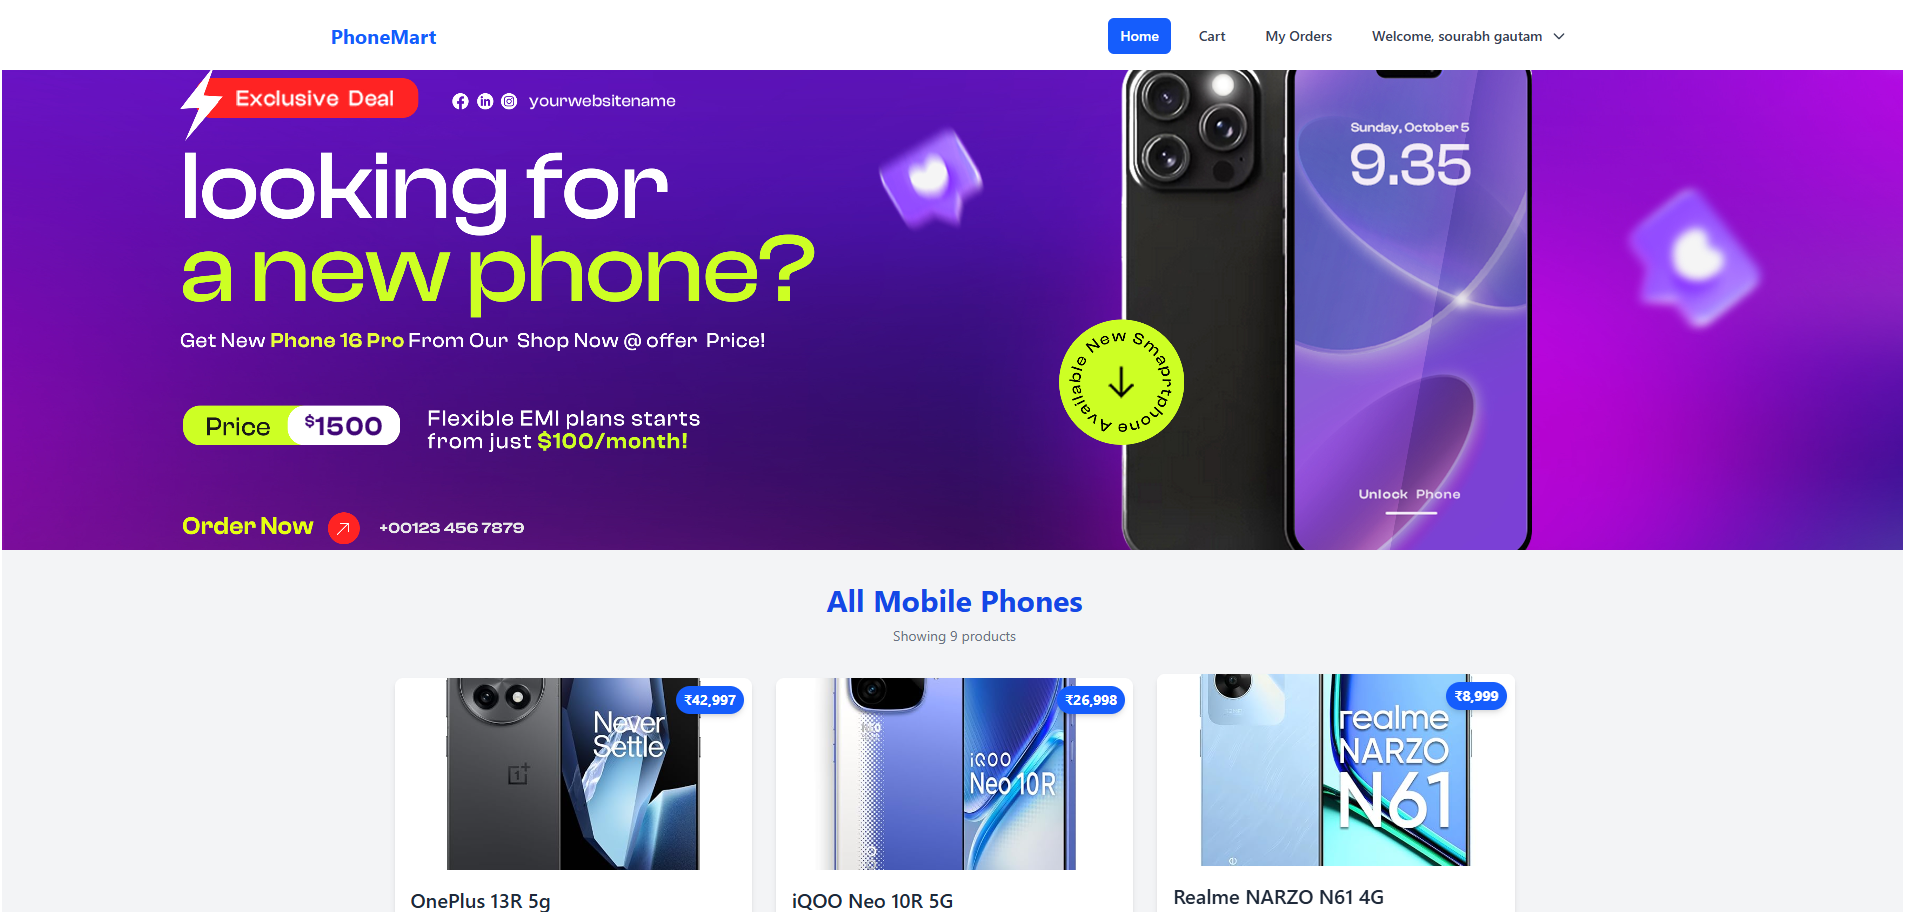 PhoneMart
Home Cart My Orders Welcome, sourabh gautam
Exclusive Deal
yourwebsitename
looking for
a new phone?
Get New Phone 16 Pro From Our Shop Now @ offer Price!
Price $1500
Flexible EMI plans starts
from just $100/month!
Order Now
+00123 456 7879
Available New Smaprtphone
Sunday, October 5
9.35
Unlock Phone
All Mobile Phones
Showing 9 products
₹42,997
Never
Settle
OnePlus 13R 5g
₹26,998
iQOO
Neo 10R
iQOO Neo 10R 5G
₹8,999
realme
NARZO
N61
Realme NARZO N61 4G